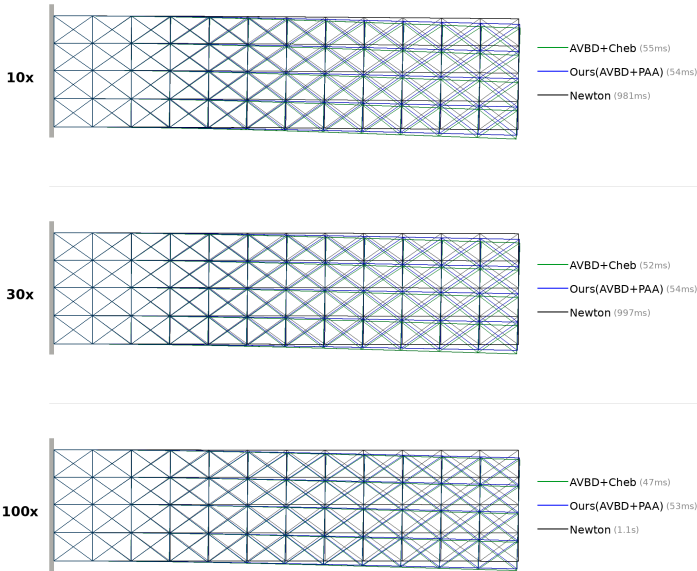 10x
AVBD+Cheb (55ms)
Ours(AVBD+PAA) (54ms)
Newton (981ms)
30x
AVBD+Cheb (52ms)
Ours(AVBD+PAA) (54ms)
Newton (997ms)
100x
AVBD+Cheb (47ms)
Ours(AVBD+PAA) (53ms)
Newton (1.1s)